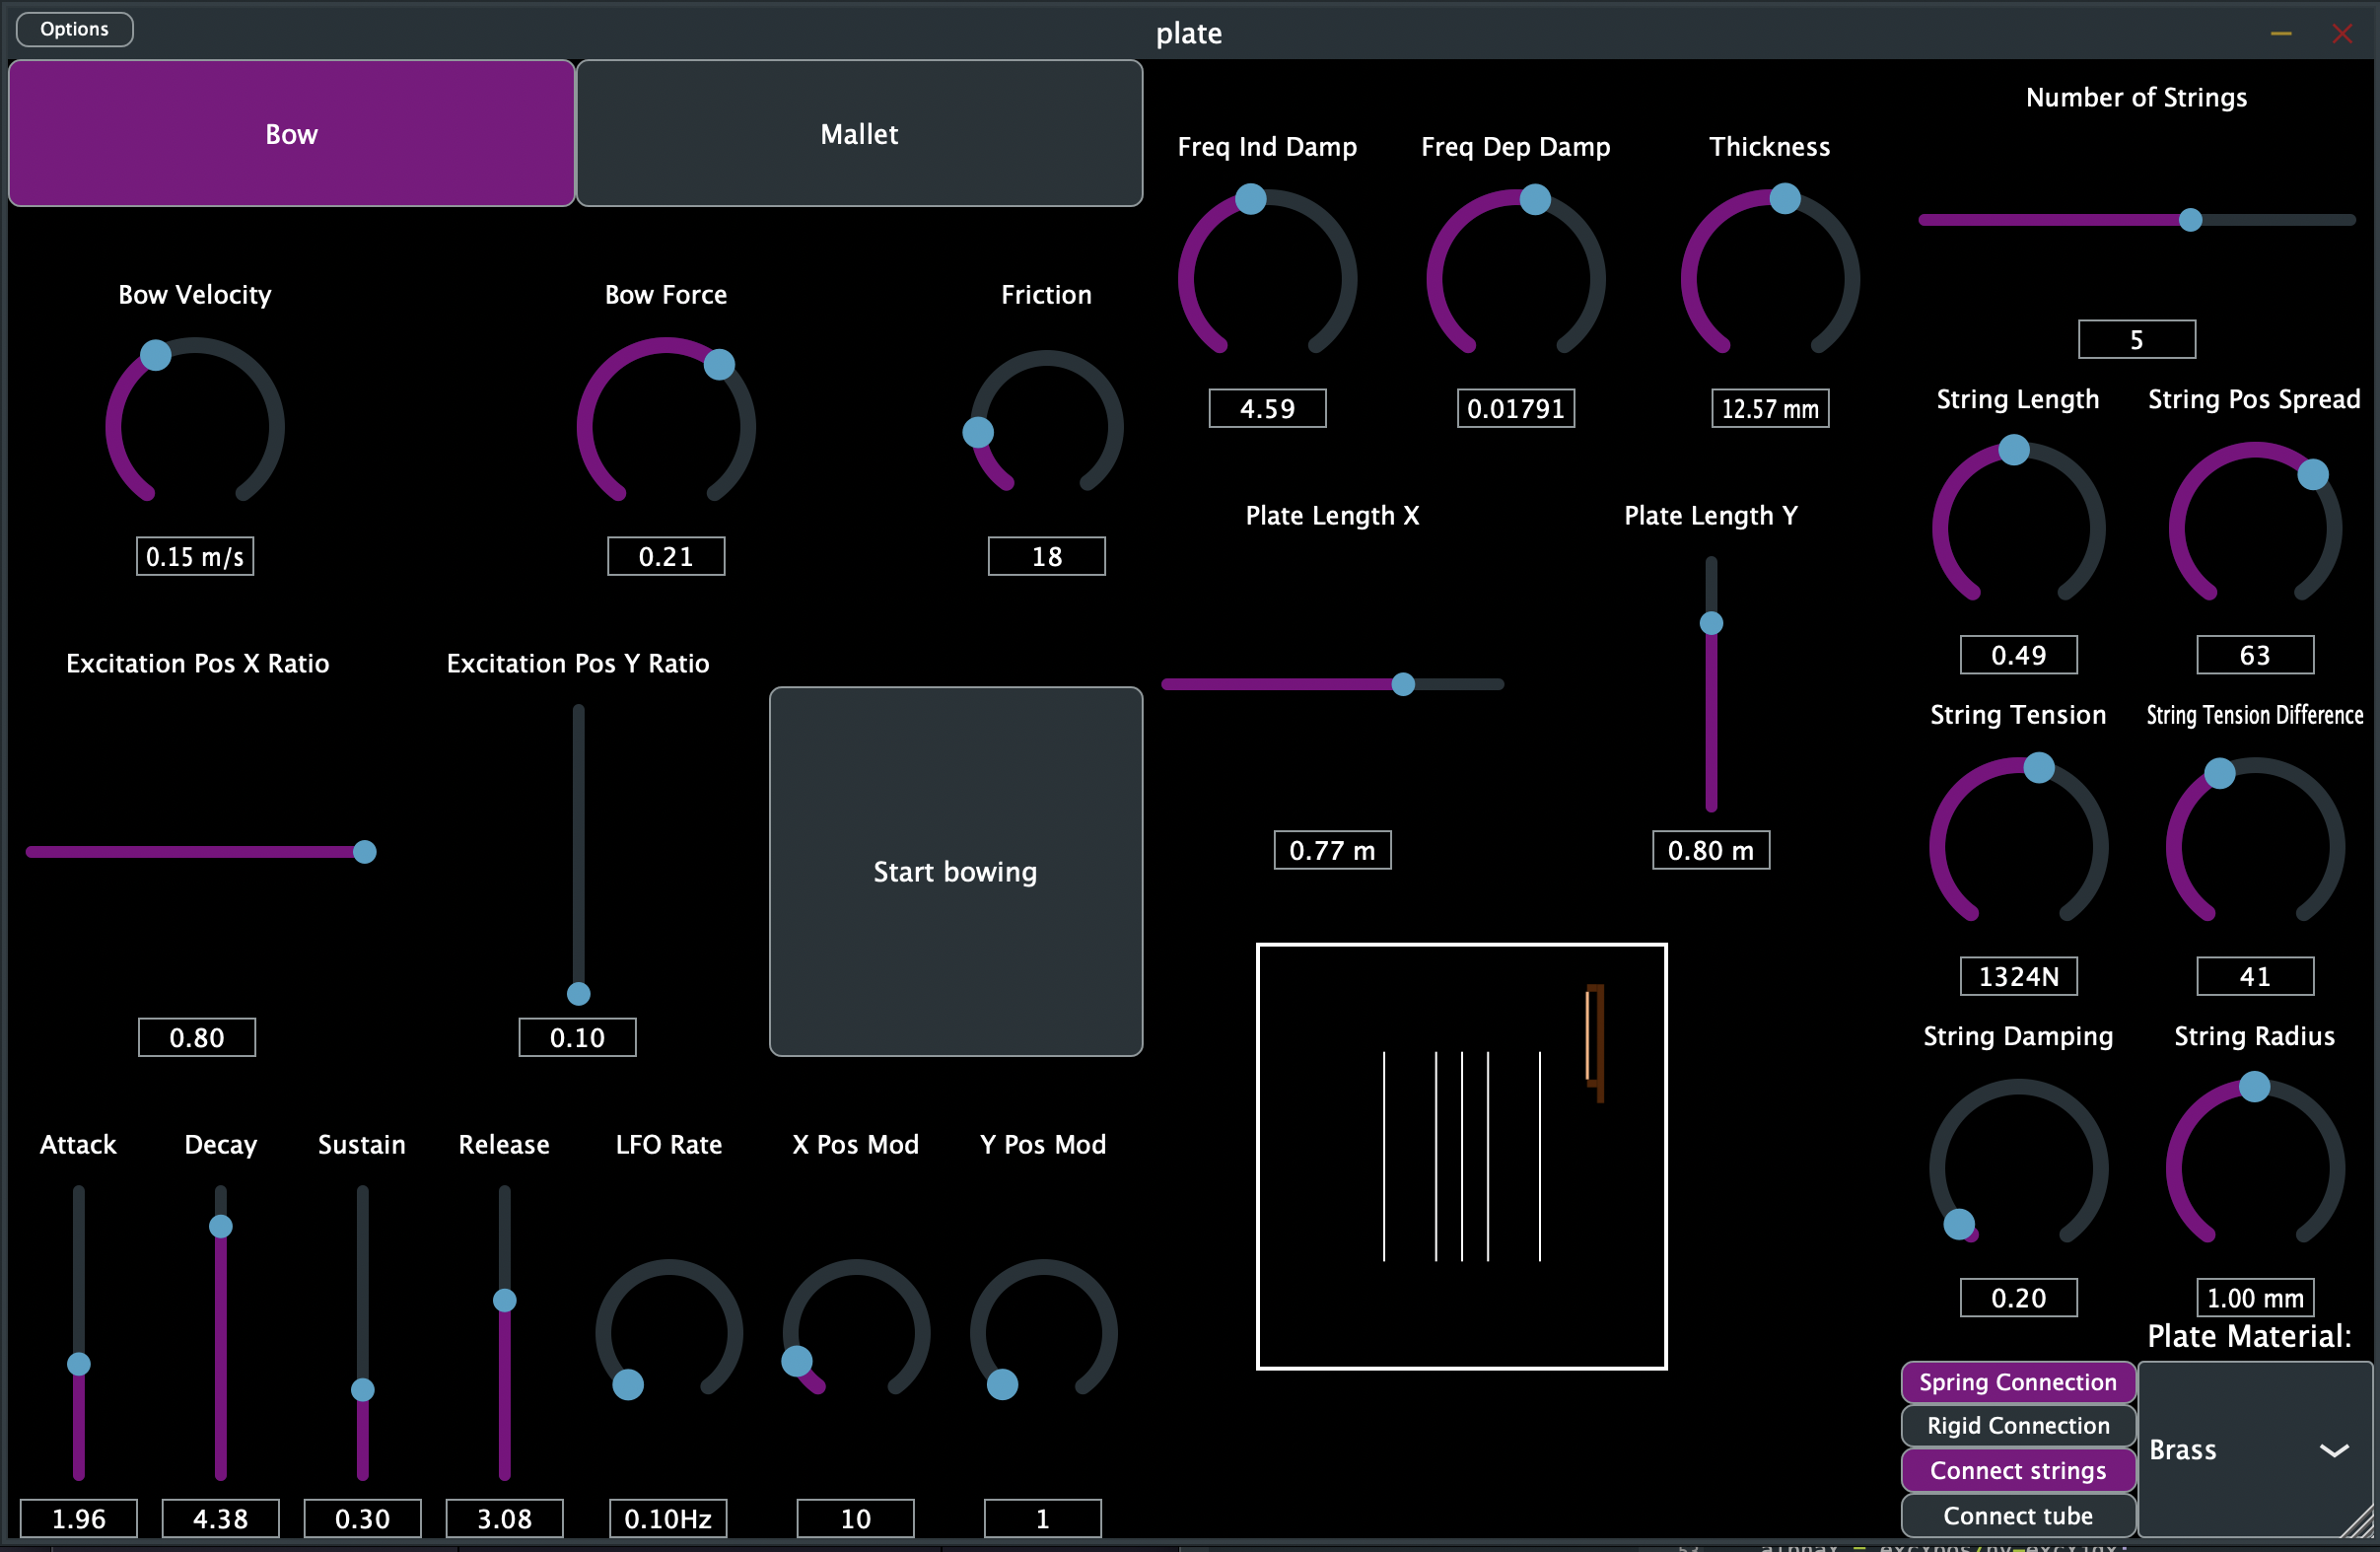 Options
plate
Bow
Mallet
Number of Strings
Freq Ind Damp
Freq Dep Damp
Thickness
Bow Velocity
Bow Force
Friction
5
4.59
0.01791
12.57 mm
String Length
String Pos Spread
0.15 m/s
0.21
18
Plate Length X
Plate Length Y
Excitation Pos X Ratio
Excitation Pos Y Ratio
0.49
63
String Tension
String Tension Difference
Start bowing
0.77 m
0.80 m
1324N
41
0.80
0.10
String Damping
String Radius
Attack
Decay
Sustain
Release
LFO Rate
X Pos Mod
Y Pos Mod
0.20
1.00 mm
Plate Material:
Spring Connection
Rigid Connection
Connect strings
Connect tube
Brass
1.96
4.38
0.30
3.08
0.10Hz
10
1